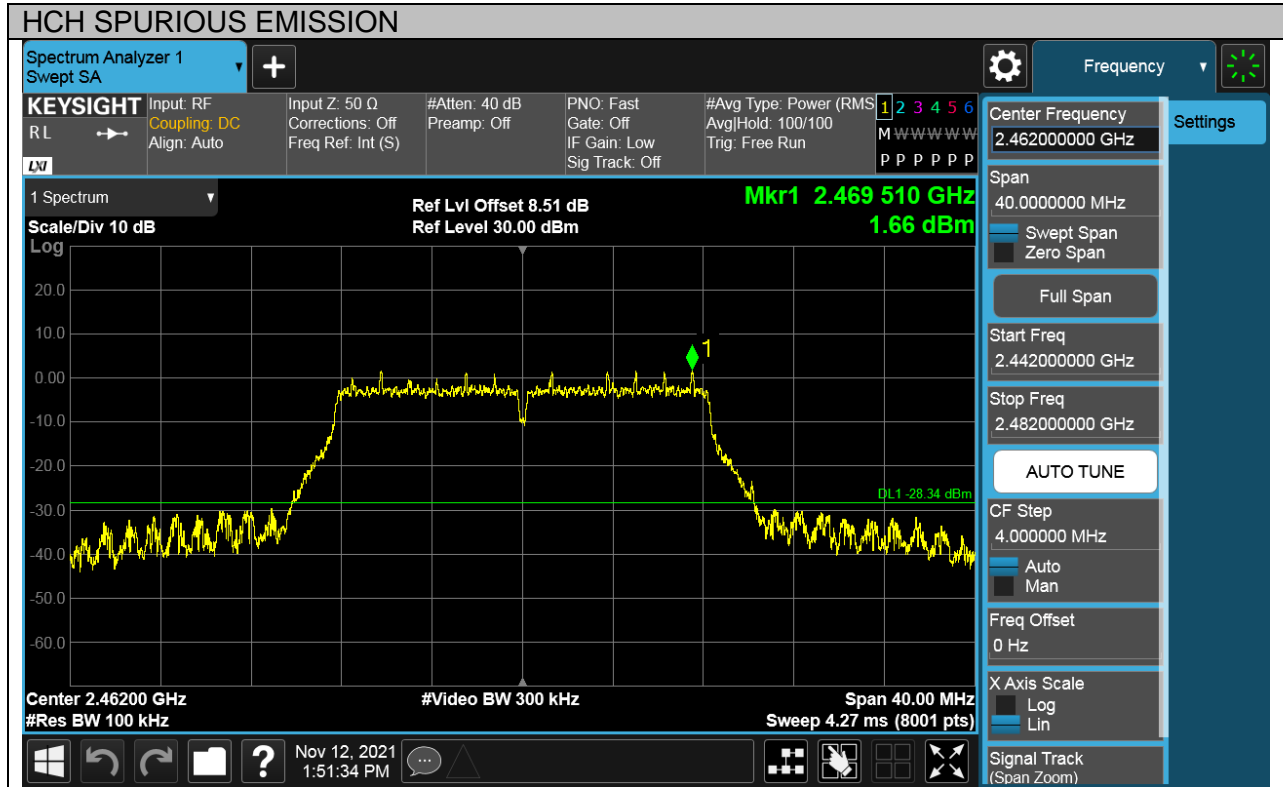 HCH SPURIOUS EMISSION
Spectrum Analyzer 1
Swept SA
Frequency
KEYSIGHT
RL
LXI
Input: RF
Coupling: DC
Align: Auto
Input Z: 50 Ω
Corrections: Off
Freq Ref: Int (S)
#Atten: 40 dB
Preamp: Off
PNO: Fast
Gate: Off
IF Gain: Low
Sig Track: Off
#Avg Type: Power (RMS
Avg|Hold: 100/100
Trig: Free Run
1 2 3 4 5 6
M W W W W W
P P P P P P
1 Spectrum
Scale/Div 10 dB
Log
Ref Lvl Offset 8.51 dB
Ref Level 30.00 dBm
Mkr1 2.469 510 GHz
1.66 dBm
20.0
10.0
0.00
-10.0
-20.0
-30.0
-40.0
-50.0
-60.0
1
DL1 -28.34 dBm
Center 2.46200 GHz
#Res BW 100 kHz
#Video BW 300 kHz
Span 40.00 MHz
Sweep 4.27 ms (8001 pts)
Center Frequency
2.462000000 GHz
Settings
Span
40.0000000 MHz
Swept Span
Zero Span
Full Span
Start Freq
2.442000000 GHz
Stop Freq
2.482000000 GHz
AUTO TUNE
CF Step
4.000000 MHz
Auto
Man
Freq Offset
0 Hz
X Axis Scale
Log
Lin
Signal Track
(Span Zoom)
?
Nov 12, 2021
1:51:34 PM